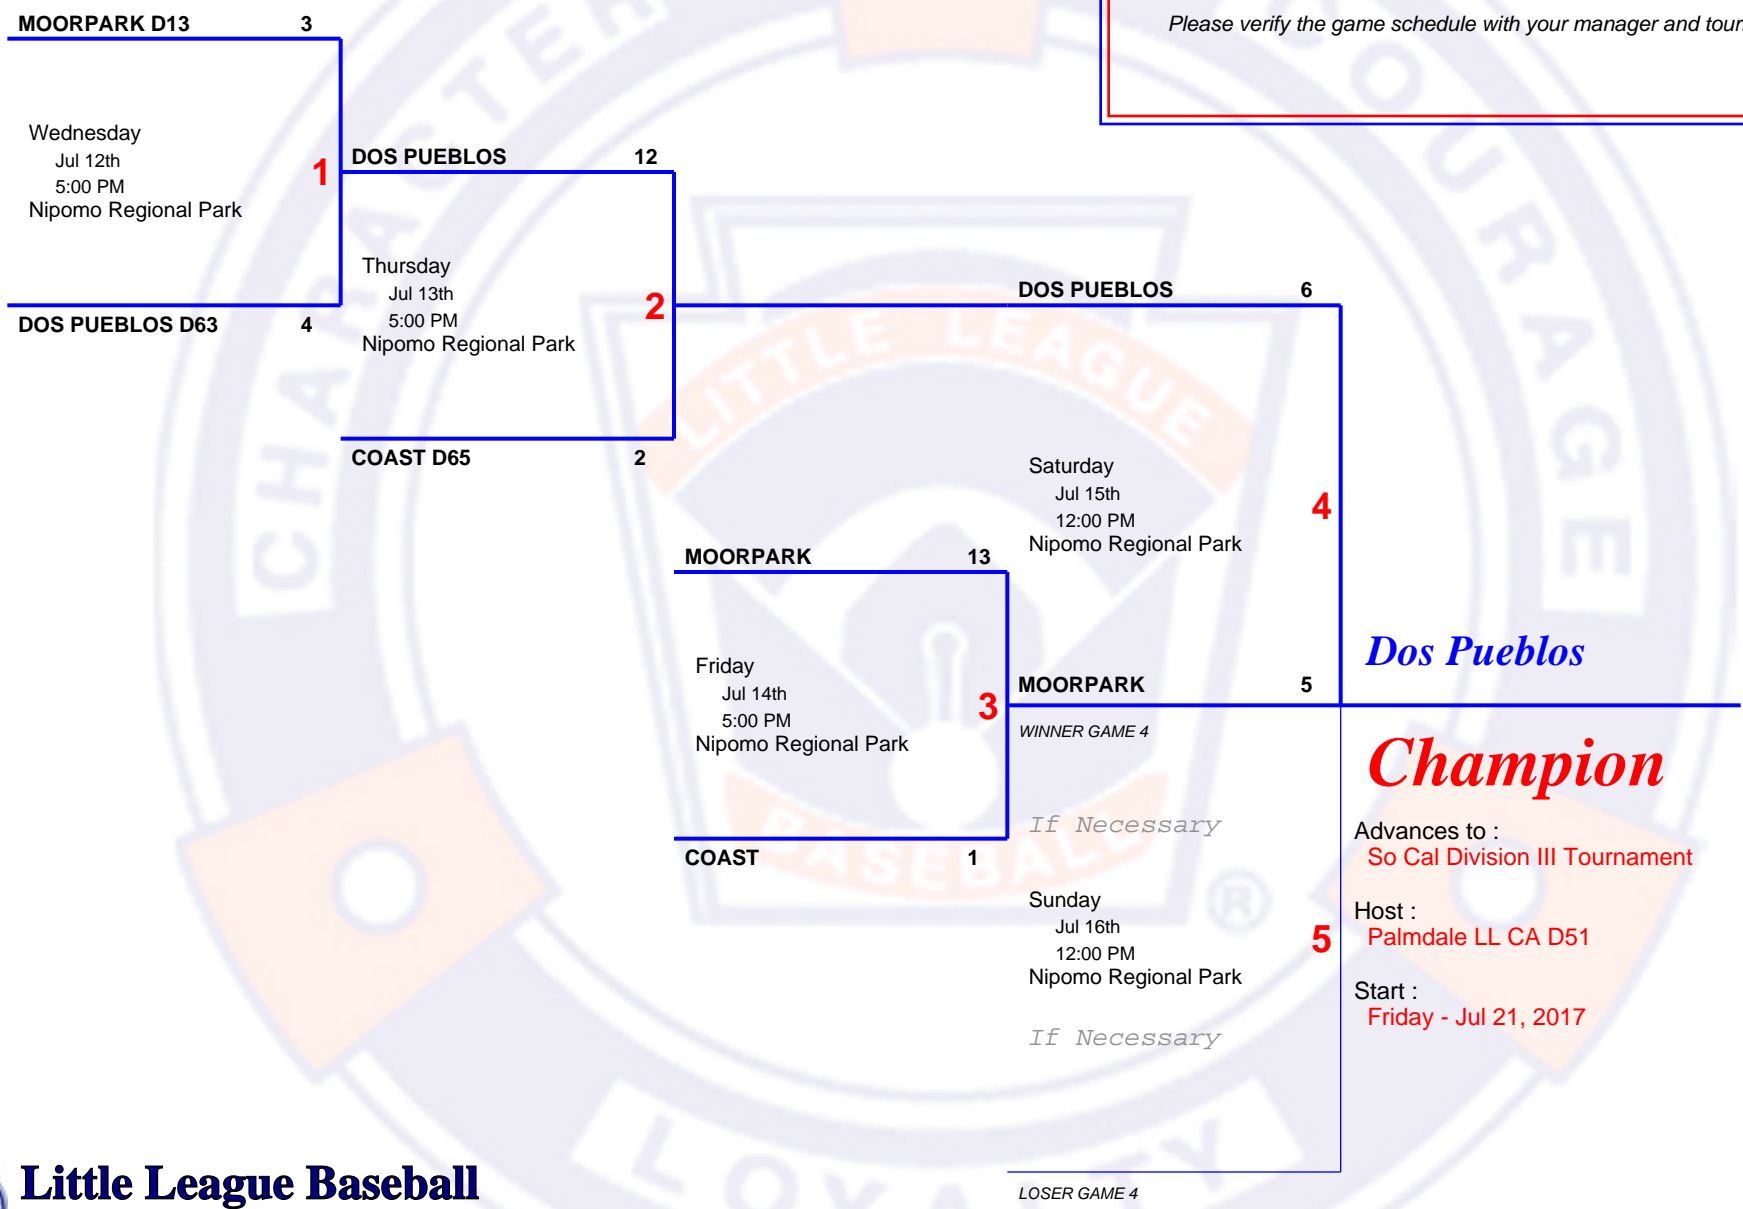 MOORPARK D13 3
Please verify the game schedule with your manager and
Wednesday
Jul 12th
5:00 PM
Nipomo Regional Park
1
DOS PUEBLOS D63 4
DOS PUEBLOS 12
Thursday
Jul 13th
5:00 PM
Nipomo Regional Park
2
COAST D65 2
DOS PUEBLOS 6
Saturday
Jul 15th
12:00 PM
Nipomo Regional Park
4
MOORPARK 13
Friday
Jul 14th
5:00 PM
Nipomo Regional Park
3
COAST 1
MOORPARK 5
WINNER GAME 4
If Necessary
Sunday
Jul 16th
12:00 PM
Nipomo Regional Park
5
If Necessary
LOSER GAME 4
Dos Pueblos
Champion
Advances to :
So Cal Division III Tournament
Host :
Palmdale LL CA D51
Start :
Friday - Jul 21, 2017
Little League Baseball
CHARACTER
COURAGE
LOYALTY
LITTLE LEAGUE
BASEBALL
®